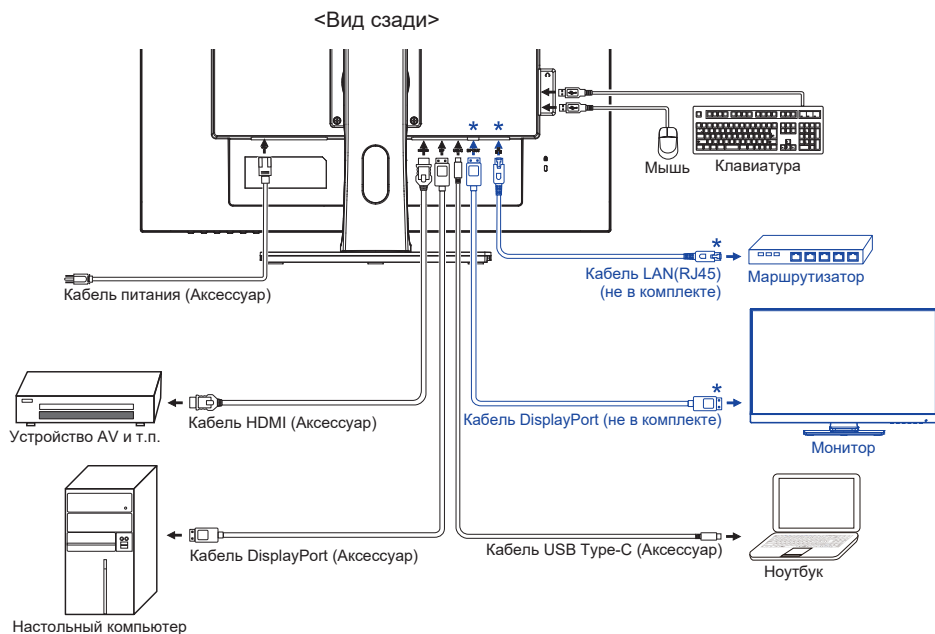 <Вид сзади>
*
*
Мышь
Клавиатура
*
Кабель LAN(RJ45)
(не в комплекте)
Маршрутизатор
Кабель питания (Аксессуар)
*
Кабель HDMI (Аксессуар)
Кабель DisplayPort (не в комплекте)
Устройство AV и т.п.
Монитор
Кабель DisplayPort (Аксессуар)
Кабель USB Type-C (Аксессуар)
Ноутбук
Настольный компьютер